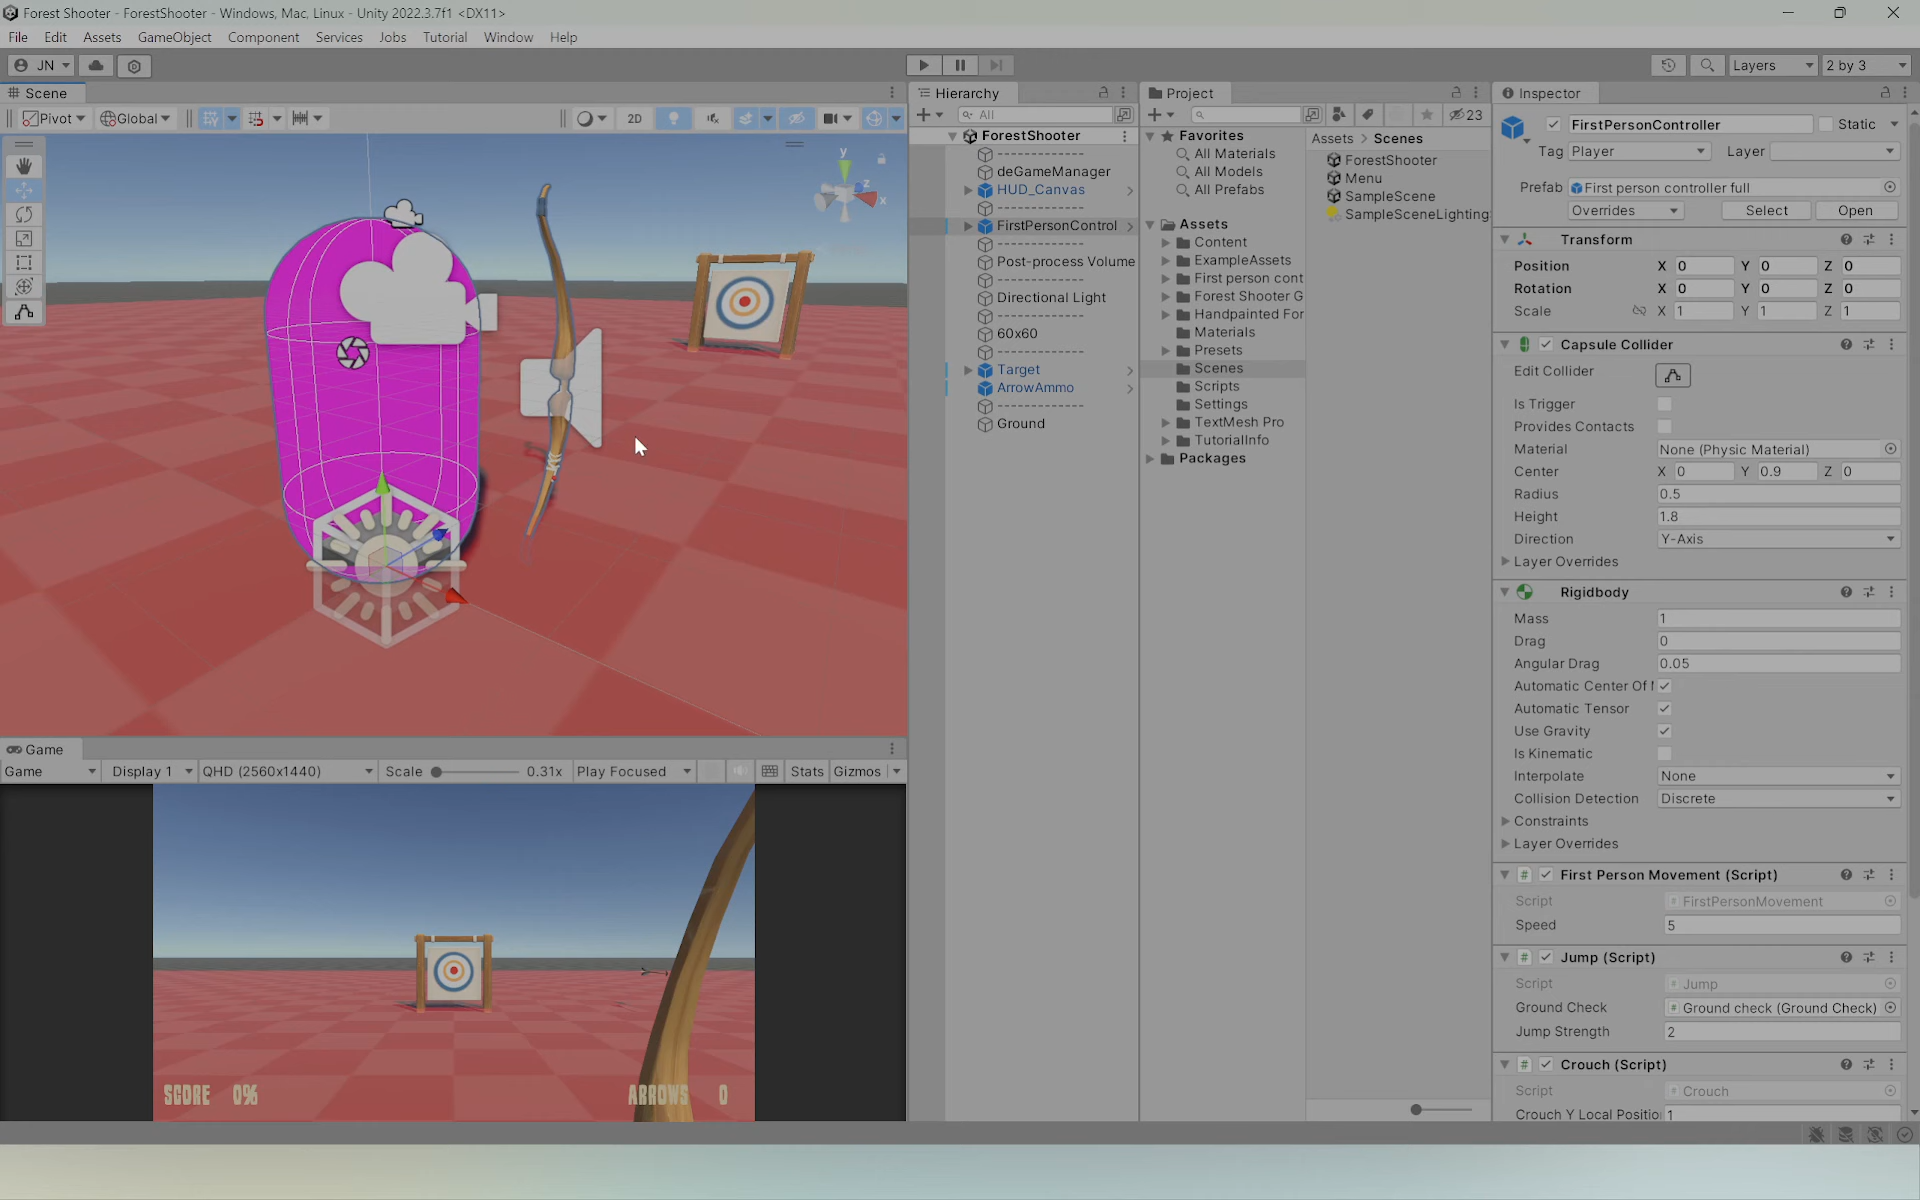 Forest Shooter - ForestShooter - Windows, Mac, Linux - Unity 2022.3.7f1 <DX11>
File Edit Assets GameObject Component Services Jobs Tutorial Window Help
JN Layers 2 by 3
Scene
Pivot Global 2D
y
z
x
Game
Game Display 1 QHD (2560x1440) Scale 0.31x Play Focused Stats Gizmos
SCORE 0% ARROWS 0
Hierarchy
All
ForestShooter
-------------
deGameManager
HUD_Canvas
-------------
FirstPersonControl
-------------
Post-process Volume
-------------
Directional Light
-------------
60x60
-------------
Target
ArrowAmmo
-------------
Ground
Project
23
Favorites
All Materials
All Models
All Prefabs
Assets
Content
ExampleAssets
First person cont
Forest Shooter G
Handpainted For
Materials
Presets
Scenes
Scripts
Settings
TextMesh Pro
TutorialInfo
Packages
Assets > Scenes
ForestShooter
Menu
SampleScene
SampleSceneLighting
Inspector
FirstPersonController Static
Tag Player Layer
Prefab First person controller full
Overrides Select Open
Transform
Position X 0 Y 0 Z 0
Rotation X 0 Y 0 Z 0
Scale X 1 Y 1 Z 1
Capsule Collider
Edit Collider
Is Trigger
Provides Contacts
Material None (Physic Material)
Center X 0 Y 0.9 Z 0
Radius 0.5
Height 1.8
Direction Y-Axis
Layer Overrides
Rigidbody
Mass 1
Drag 0
Angular Drag 0.05
Automatic Center Of
Automatic Tensor
Use Gravity
Is Kinematic
Interpolate None
Collision Detection Discrete
Constraints
Layer Overrides
# First Person Movement (Script)
Script # FirstPersonMovement
Speed 5
# Jump (Script)
Script # Jump
Ground Check # Ground check (Ground Check)
Jump Strength 2
# Crouch (Script)
Script # Crouch
Crouch Y Local Positio 1